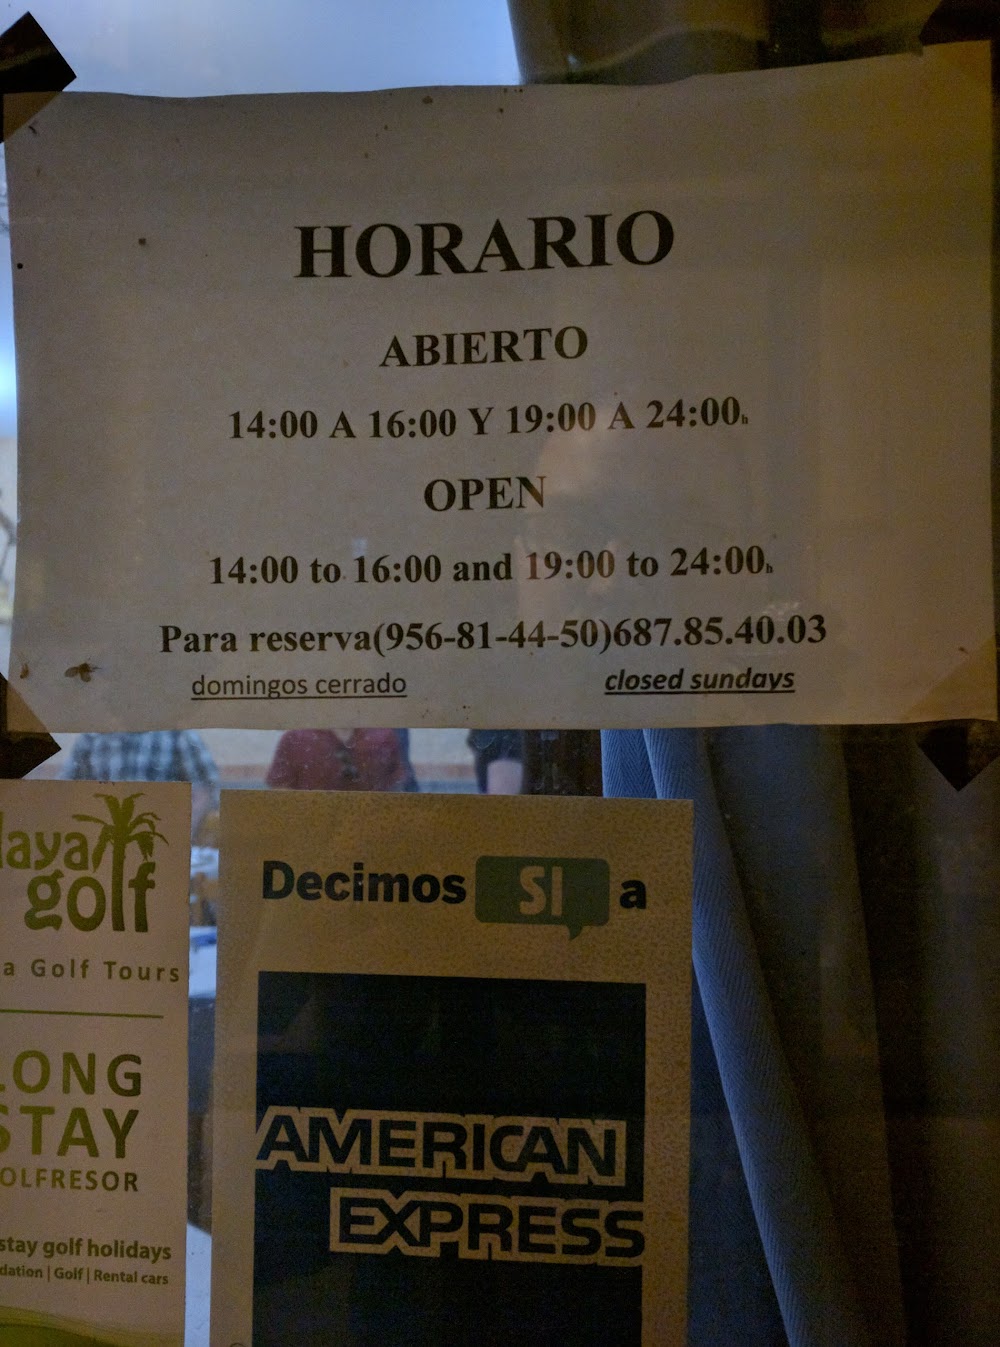 HORARIO
ABIERTO
14:00 A 16:00 Y 19:00 A 24:00h
OPEN
14:00 to 16:00 and 19:00 to 24:00h
Para reserva(956-81-44-50)687.85.40.03
domingos cerrado closed sundays
laya
golf
a Golf Tours
LONG
STAY
OLFRESOR
stay golf holidays
dation | Golf | Rental cars
Decimos SI a
AMERICAN
EXPRESS